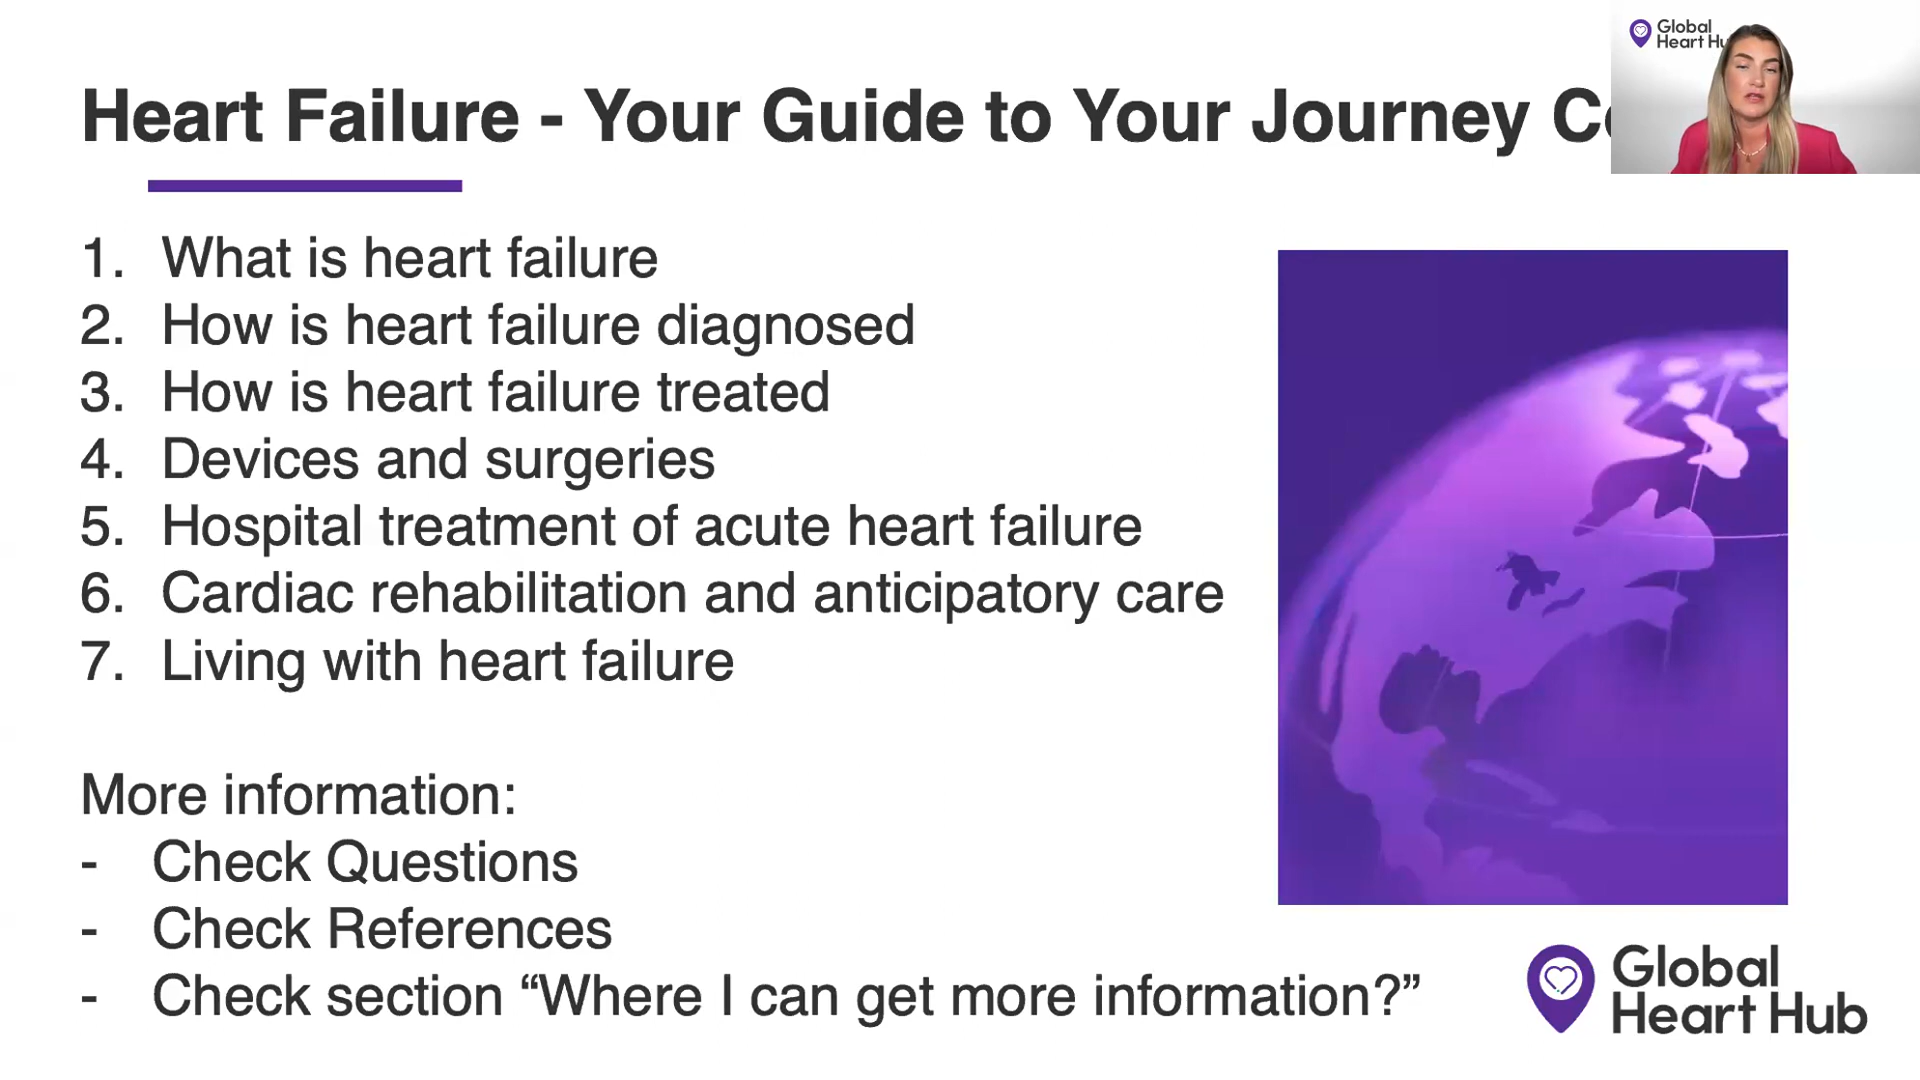 Global
Heart Hu
Heart Failure - Your Guide to Your Journey
1. What is heart failure
2. How is heart failure diagnosed
3. How is heart failure treated
4. Devices and surgeries
5. Hospital treatment of acute heart failure
6. Cardiac rehabilitation and anticipatory care
7. Living with heart failure
More information:
- Check Questions
- Check References
- Check section “Where I can get more information?”
Global
Heart Hub